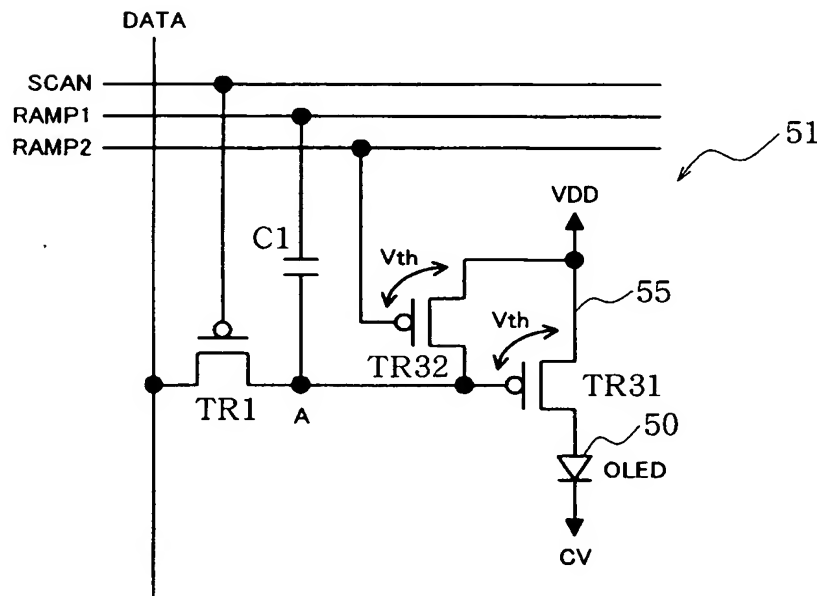 DATA
SCAN
RAMP1
RAMP2
51
VDD
C1
Vth
55
Vth
TR32
TR1
A
TR31
50
OLED
CV